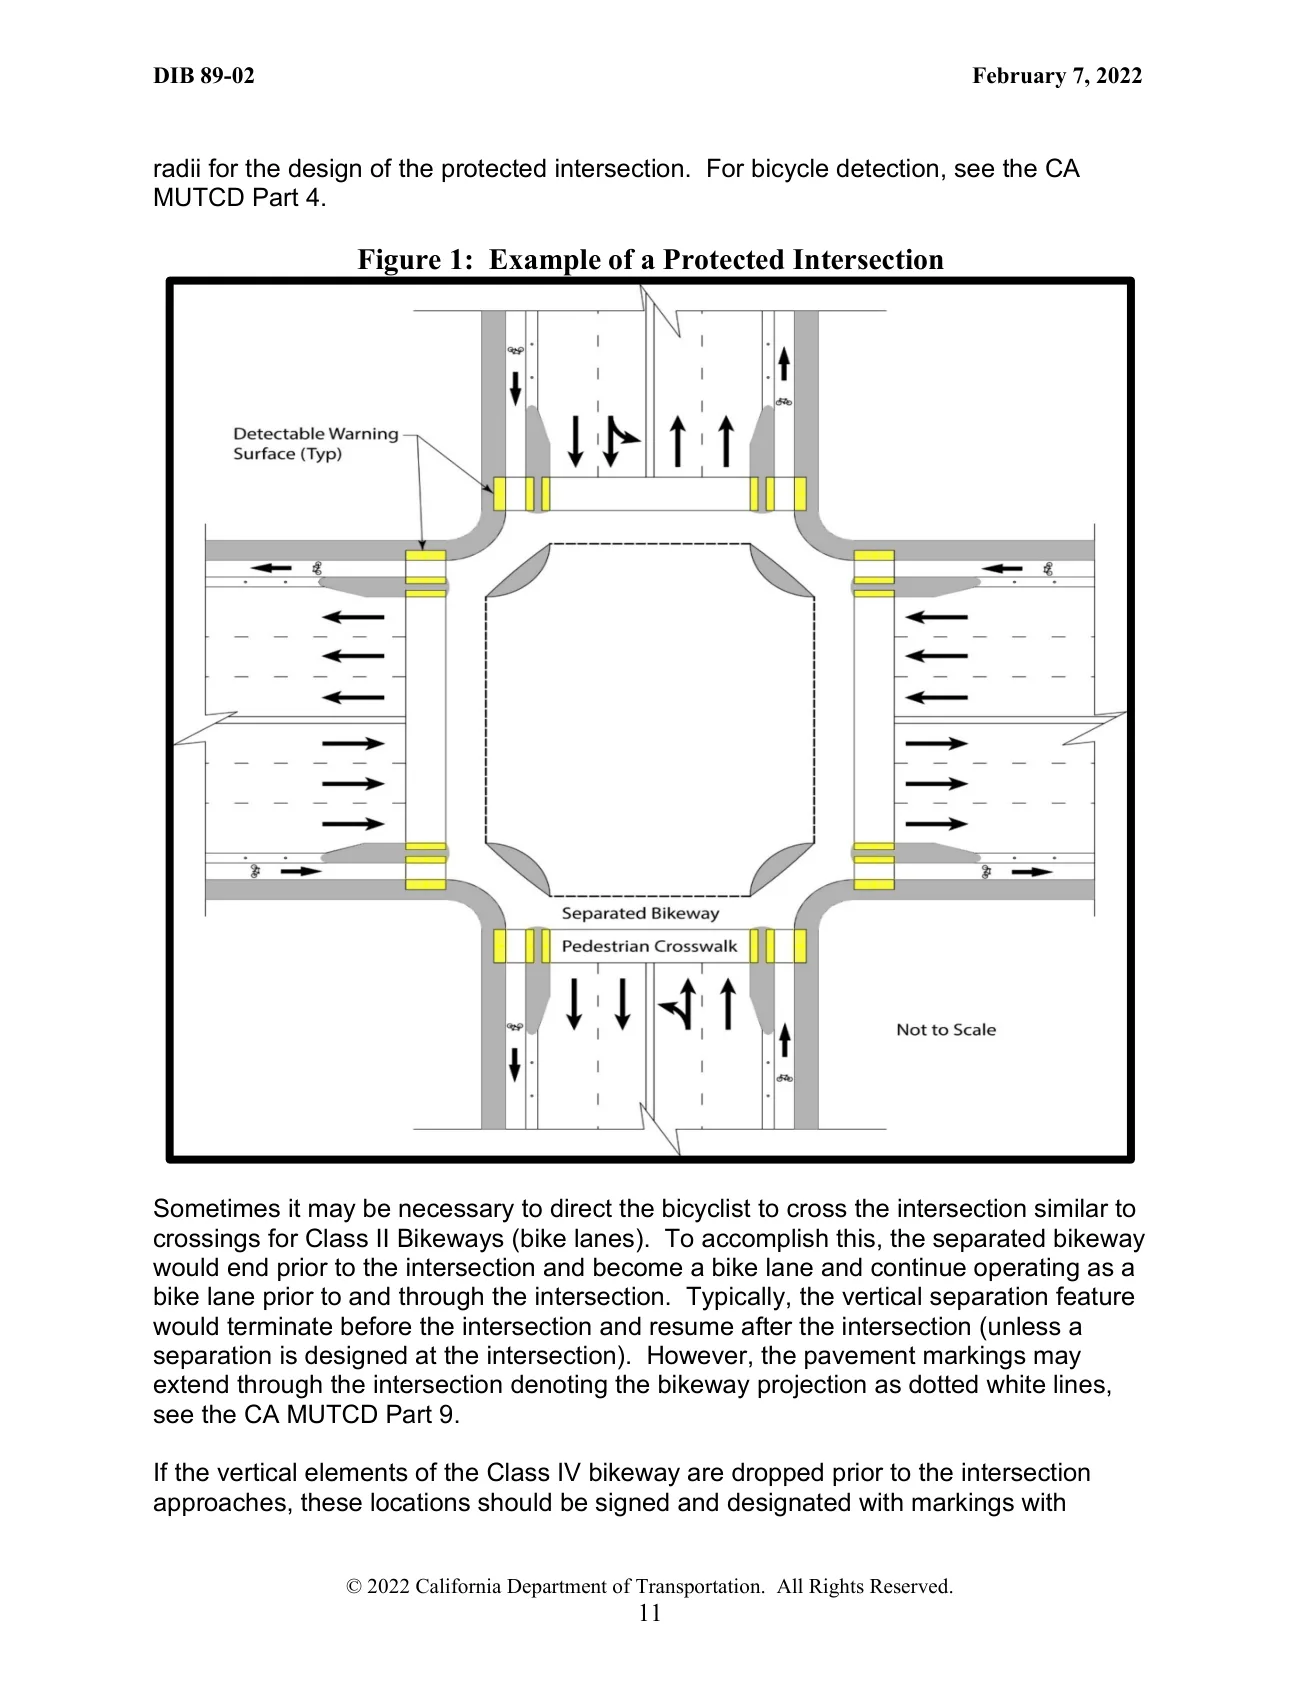 DIB 89-02 February 7, 2022
radii for the design of the protected intersection.  For bicycle detection, see the CA
MUTCD Part 4.
Figure 1:  Example of a Protected Intersection
Detectable Warning
Surface (Typ)
Separated Bikeway
Pedestrian Crosswalk
Not to Scale
Sometimes it may be necessary to direct the bicyclist to cross the intersection similar to
crossings for Class II Bikeways (bike lanes).  To accomplish this, the separated bikeway
would end prior to the intersection and become a bike lane and continue operating as a
bike lane prior to and through the intersection.  Typically, the vertical separation feature
would terminate before the intersection and resume after the intersection (unless a
separation is designed at the intersection).  However, the pavement markings may
extend through the intersection denoting the bikeway projection as dotted white lines,
see the CA MUTCD Part 9.
If the vertical elements of the Class IV bikeway are dropped prior to the intersection
approaches, these locations should be signed and designated with markings with
© 2022 California Department of Transportation.  All Rights Reserved.
11